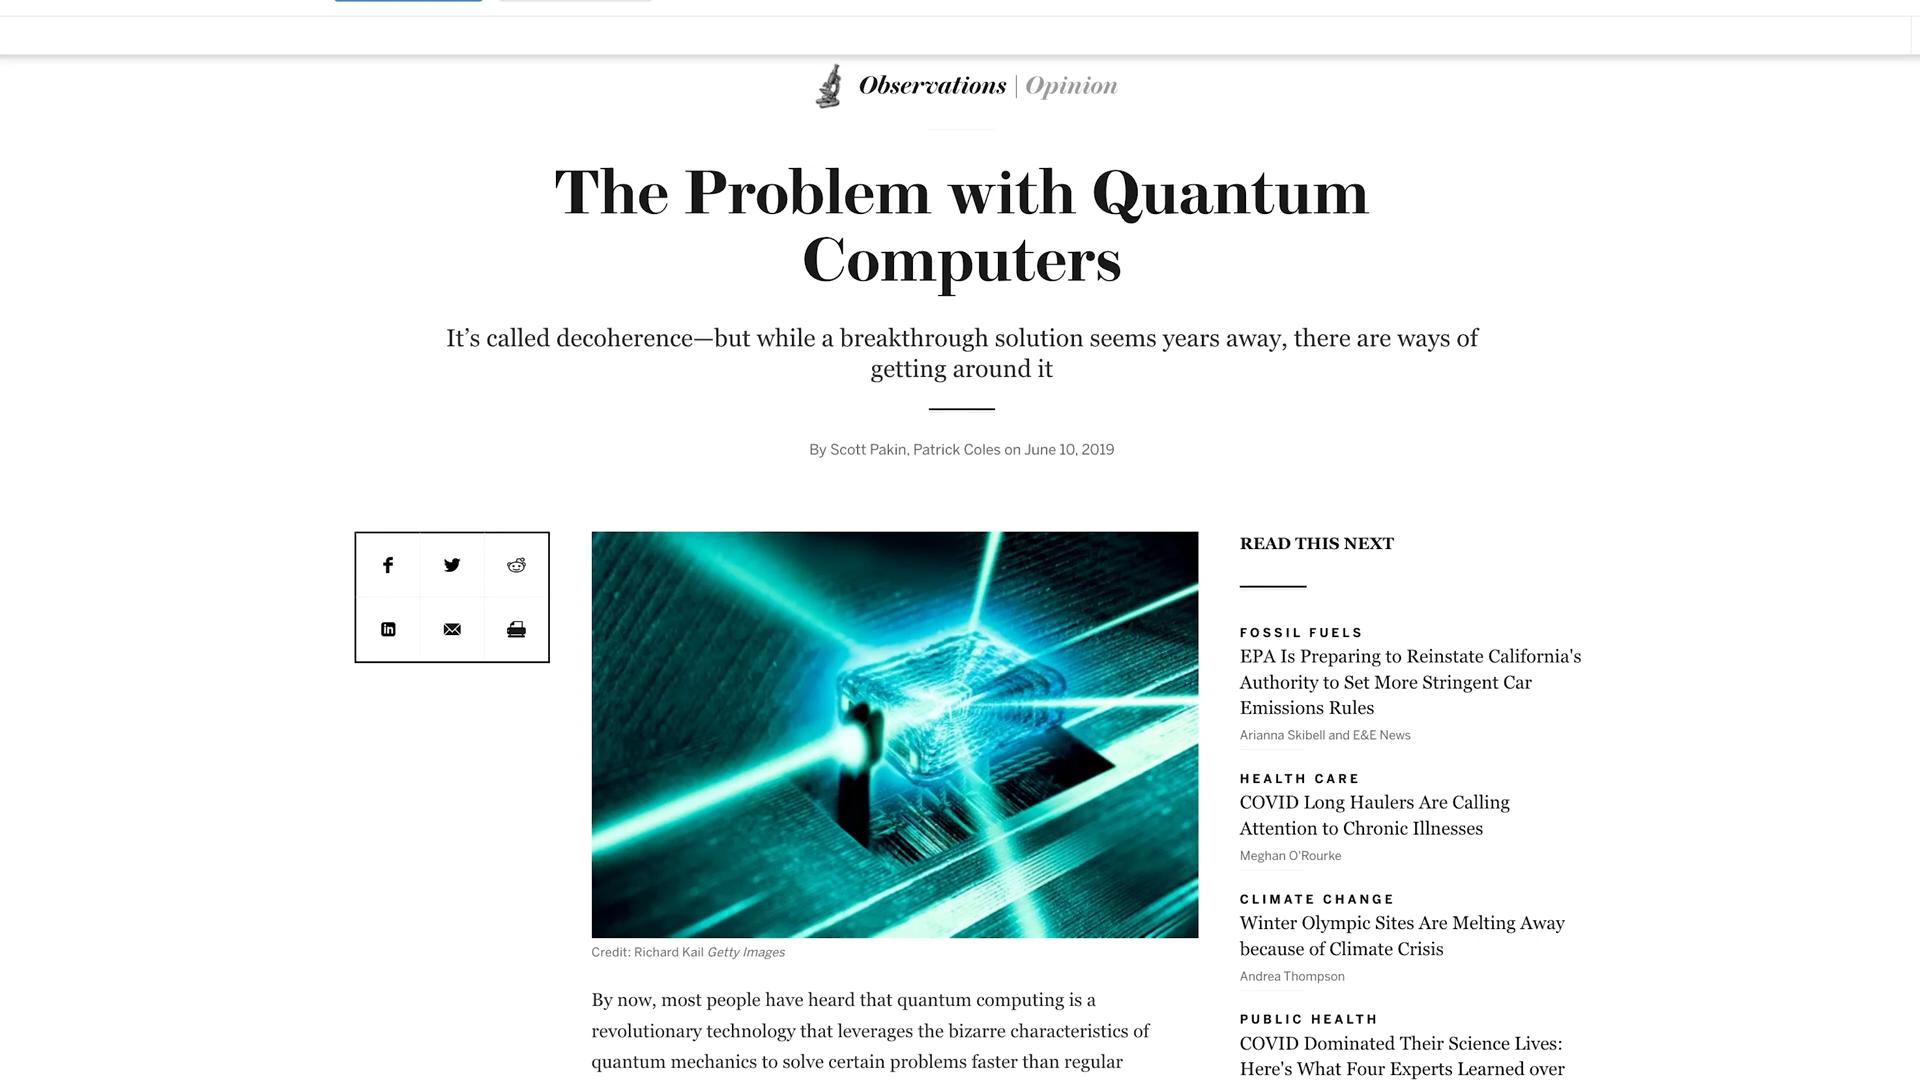 Observations | Opinion
The Problem with Quantum
Computers
It’s called decoherence—but while a breakthrough solution seems years away, there are ways of
getting around it
By Scott Pakin, Patrick Coles on June 10, 2019
Credit: Richard Kail Getty Images
By now, most people have heard that quantum computing is a
revolutionary technology that leverages the bizarre characteristics of
quantum mechanics to solve certain problems faster than regular
READ THIS NEXT
FOSSIL FUELS
EPA Is Preparing to Reinstate California's
Authority to Set More Stringent Car
Emissions Rules
Arianna Skibell and E&E News
HEALTH CARE
COVID Long Haulers Are Calling
Attention to Chronic Illnesses
Meghan O'Rourke
CLIMATE CHANGE
Winter Olympic Sites Are Melting Away
because of Climate Crisis
Andrea Thompson
PUBLIC HEALTH
COVID Dominated Their Science Lives:
Here's What Four Experts Learned over